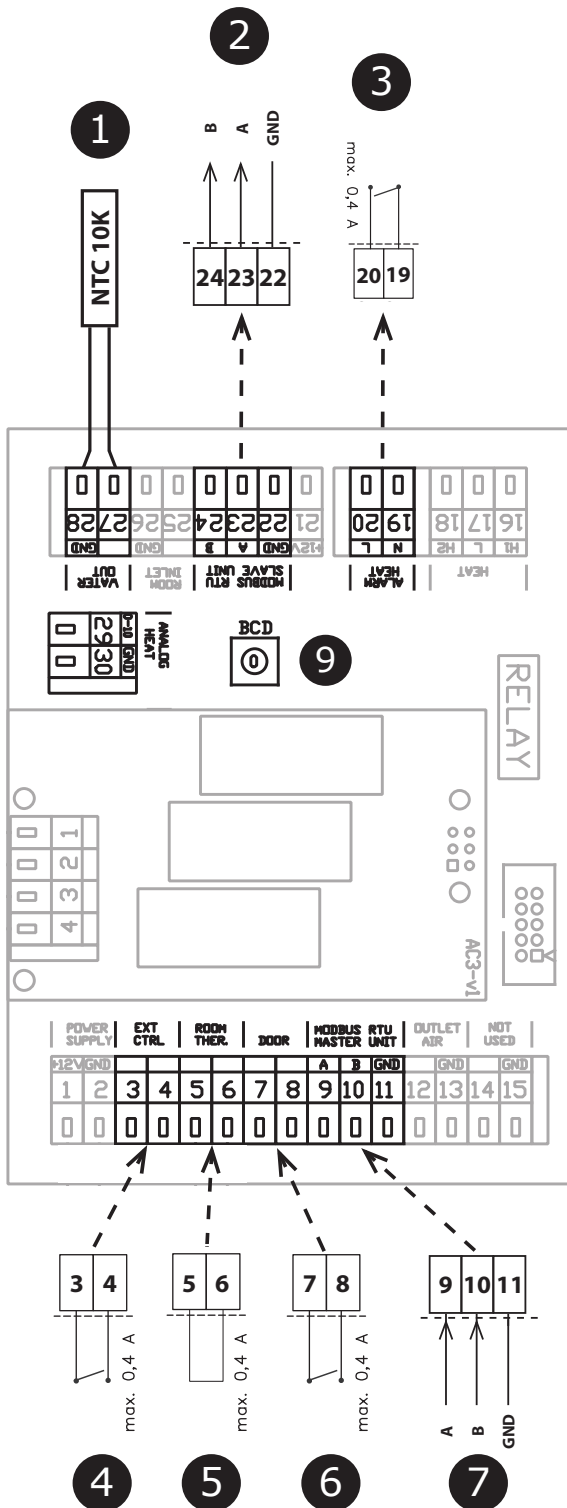 2
3
1
B A GND
max. 0,4 A
NTC 10K
24 23 22
20 19
28 27 26 25 24 23 22 21
20 19 18 17 16
GND GND B A GND +12V
L N H2 L H1
WATER OUT
ROOM INLET
MODBUS RTU
SLAVE UNIT
ALARM HEAT
HEAT
29 30
0-10 GND
ANALOG HEAT
BCD
0
9
RELAY
1
2
3
4
AC3-v1
POWER SUPPLY
EXT CTRL
ROOM THER.
DOOR
MODBUS RTU
MASTER UNIT
OUTLET AIR
NOT USED
+12V GND A B GND GND GND
1 2 3 4 5 6 7 8 9 10 11 12 13 14 15
3 4
5 6
7 8
9 10 11
max. 0,4 A
max. 0,4 A
max. 0,4 A
A B GND
4
5
6
7